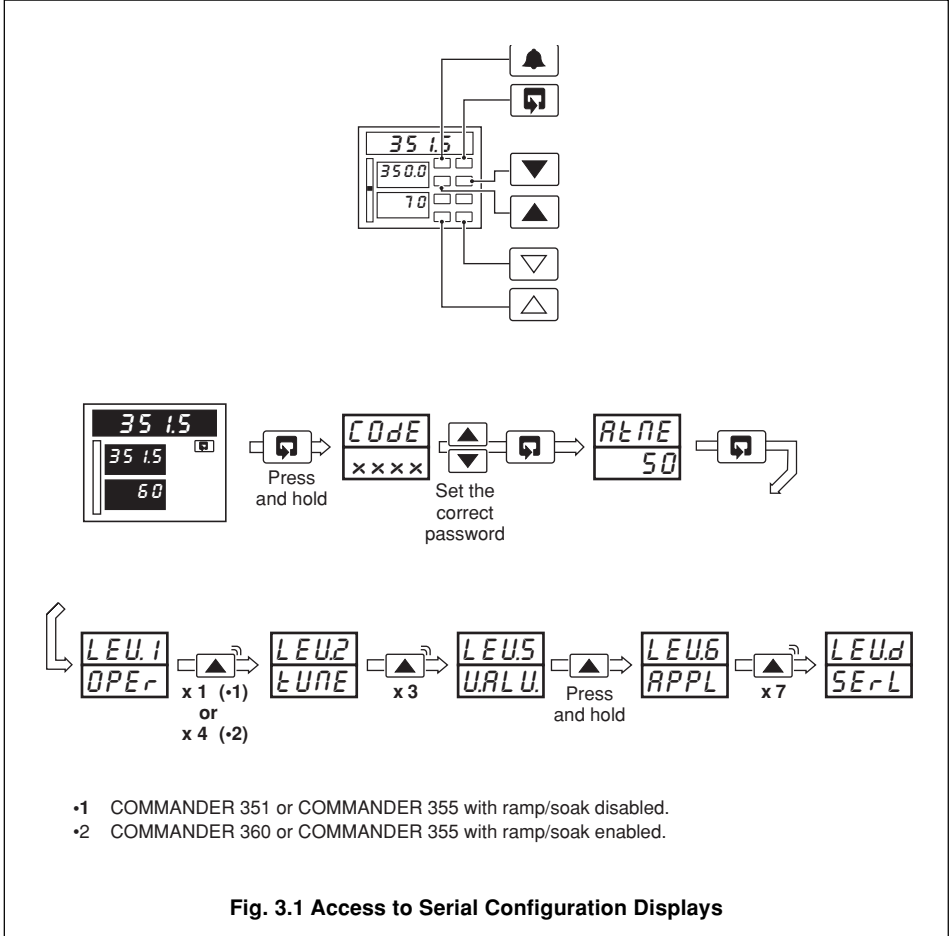 351.5
350.0
70
351.5
351.5
60
Press
and hold
CODE
××××
Set the
correct
password
AtNE
50
LEV.1
OPEr
x 1 (•1)
or
x 4 (•2)
LEV.2
tUNE
x 3
LEV.5
V.ALV.
Press
and hold
LEV.6
APPL
x 7
LEV.d
SErL
•1 COMMANDER 351 or COMMANDER 355 with ramp/soak disabled.
•2 COMMANDER 360 or COMMANDER 355 with ramp/soak enabled.
Fig. 3.1 Access to Serial Configuration Displays